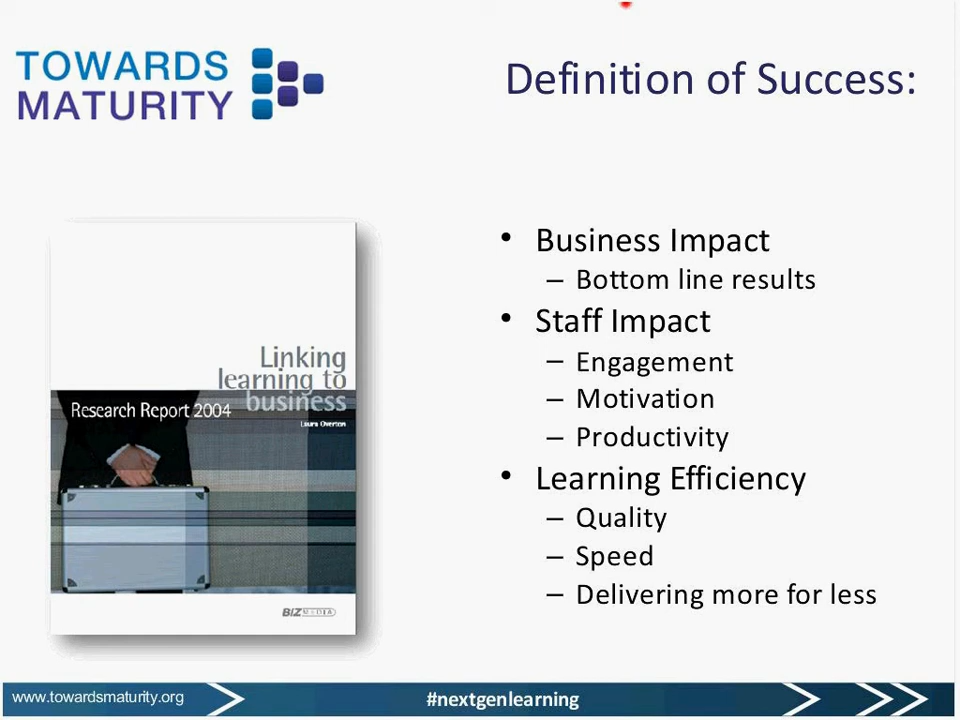 TOWARDS
MATURITY
Definition of Success:
Linking
learning to
business
Research Report 2004
Laura Overton
BIZ MEDIA
• Business Impact
– Bottom line results
• Staff Impact
– Engagement
– Motivation
– Productivity
• Learning Efficiency
– Quality
– Speed
– Delivering more for less
www.towardsmaturity.org
#nextgenlearning